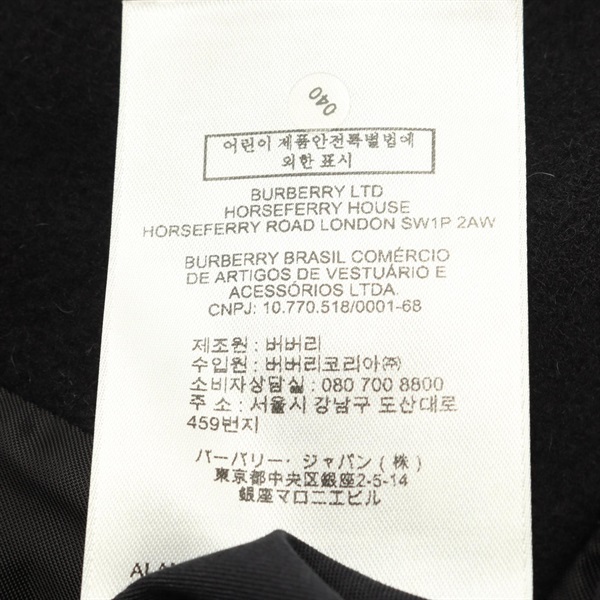 040
어린이 제품안전특별법에
의한 표시
BURBERRY LTD
HORSEFERRY HOUSE
HORSEFERRY ROAD LONDON SW1P 2AW
BURBERRY BRASIL COMÉRCIO
DE ARTIGOS DE VESTUÁRIO E
ACESSÓRIOS LTDA.
CNPJ: 10.770.518/0001-68
제조원 : 버버리
수입원 : 버버리코리아㈜
소비자상담실 : 080 700 8800
주 소 : 서울시 강남구 도산대로
459번지
バーバリー・ジャパン(株)
東京都中央区銀座2-5-14
銀座マロニエビル